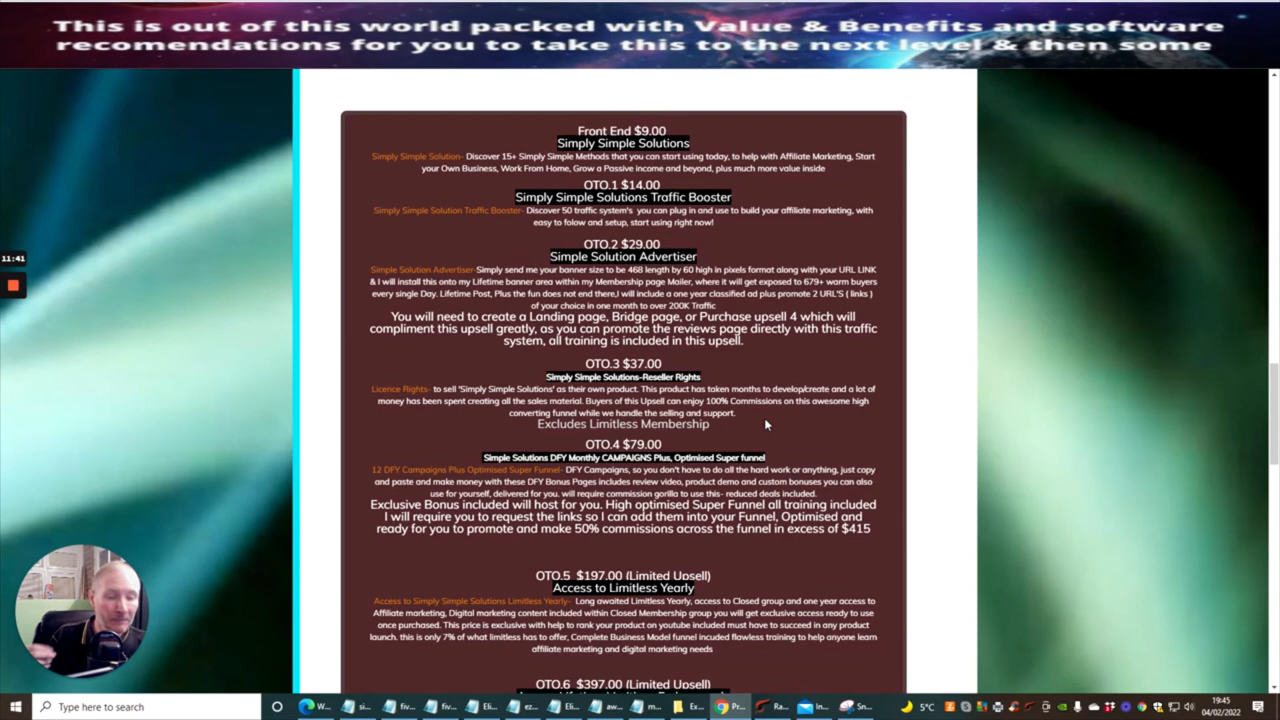 This is out of this world packed with Value & Benefits and software
recomendations for you to take this to the next level & then some
Front End $9.00
Simply Simple Solutions
Simply Simple Solution- Discover 15+ Simply Simple Methods that you can start using today, to help with Affiliate Marketing, Start
your Own Business, Work From Home, Grow a Passive income and beyond, plus much more value inside
OTO.1 $14.00
Simply Simple Solutions Traffic Booster
Simply Simple Solution Traffic Booster- Discover 50 traffic system's you can plug in and use to build your affiliate marketing, with
easy to folow and setup, start using right now!
OTO.2 $29.00
Simple Solution Advertiser
Simple Solution Advertiser-Simply send me your banner size to be 468 length by 60 high in pixels format along with your URL LINK
& I will install this onto my Lifetime banner area within my Membership page Mailer, where it will get exposed to 679+ warm buyers
every single Day. Lifetime Post, Plus the fun does not end there,I will include a one year classified ad plus promote 2 URL'S ( links )
of your choice in one month to over 200K Traffic
You will need to create a Landing page, Bridge page, or Purchase upsell 4 which will
compliment this upsell greatly, as you can promote the reviews page directly with this traffic
system, all training is included in this upsell.
OTO.3 $37.00
Simply Simple Solutions-Reseller Rights
Licence Rights- to sell 'Simply Simple Solutions' as their own product. This product has taken months to develop/create and a lot of
money has been spent creating all the sales material. Buyers of this Upsell can enjoy 100% Commissions on this awesome high
converting funnel while we handle the selling and support.
Excludes Limitless Membership
OTO.4 $79.00
Simple Solutions DFY Monthly CAMPAIGNS Plus, Optimised Super funnel
12 DFY Campaigns Plus Optimised Super Funnel- DFY Campaigns, so you don't have to do all the hard work or anything, just copy
and paste and make money with these DFY Bonus Pages includes review video, product demo and custom bonuses you can also
use for yourself, delivered for you. will require commission gorilla to use this- reduced deals included.
Exclusive Bonus included will host for you. High optimised Super Funnel all training included
I will require you to request the links so I can add them into your Funnel, Optimised and
ready for you to promote and make 50% commissions across the funnel in excess of $415
OTO.5 $197.00 (Limited Upsell)
Access to Limitless Yearly
Access to Simply Simple Solutions Limitless Yearly- Long awaited Limitless Yearly, access to Closed group and one year access to
Affiliate marketing, Digital marketing content included within Closed Membership group you will get exclusive access ready to use
once purchased. This price is exclusive with help to rank your product on youtube included must have to succeed in any product
launch. this is only 7% of what limitless has to offer, Complete Business Model funnel incuded flawless training to help anyone learn
affiliate marketing and digital marketing needs
OTO.6 $397.00 (Limited Upsell)
11:41
Type here to search
W...
si...
fiv...
fiv...
Eli...
ez...
Eli...
aw...
m...
Ex...
Pr...
Ra...
In...
Sn...
5°C
19:45
04/02/2022